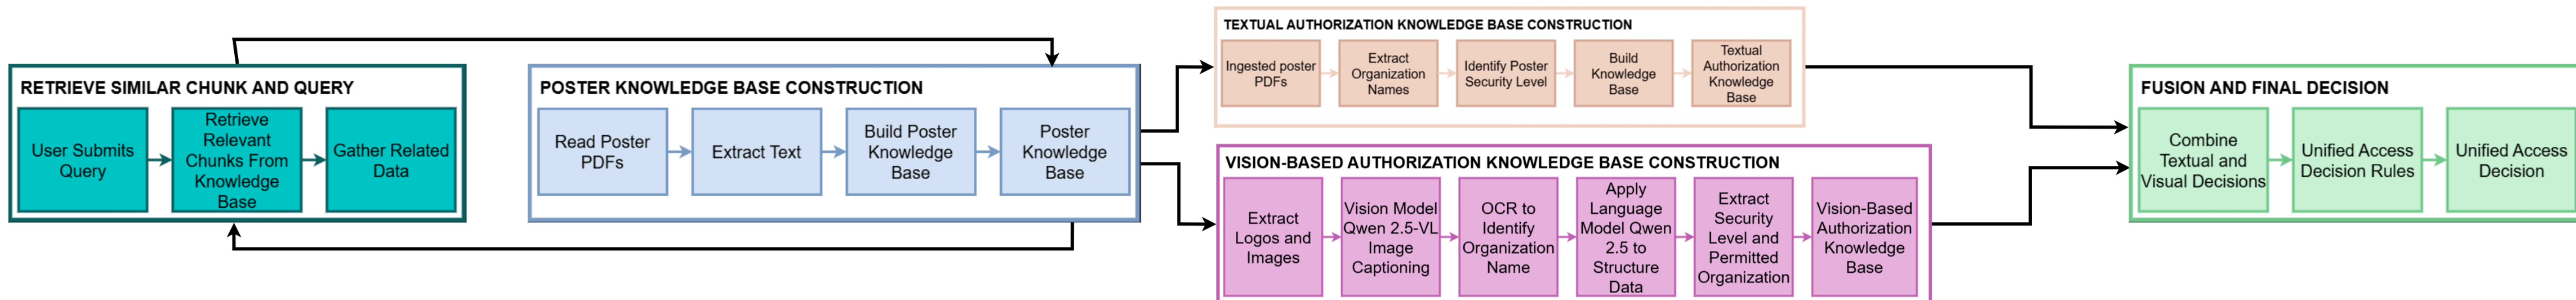 RETRIEVE SIMILAR CHUNK AND QUERY
User Submits
Query
Retrieve
Relevant
Chunks From
Knowledge
Base
Gather Related
Data
POSTER KNOWLEDGE BASE CONSTRUCTION
Read Poster
PDFs
Extract Text
Build Poster
Knowledge
Base
Poster
Knowledge
Base
TEXTUAL AUTHORIZATION KNOWLEDGE BASE CONSTRUCTION
Ingested poster
PDFs
Extract
Organization
Names
Identify Poster
Security Level
Build
Knowledge
Base
Textual
Authorization
Knowledge
Base
VISION-BASED AUTHORIZATION KNOWLEDGE BASE CONSTRUCTION
Extract
Logos and
Images
Vision Model
Qwen 2.5-VL
Image
Captioning
OCR to
Identify
Organization
Name
Apply
Language
Model Qwen
2.5 to
Structure
Data
Extract
Security
Level and
Permitted
Organization
Vision-Based
Authorization
Knowledge
Base
FUSION AND FINAL DECISION
Combine
Textual and
Visual Decisions
Unified Access
Decision Rules
Unified Access
Decision